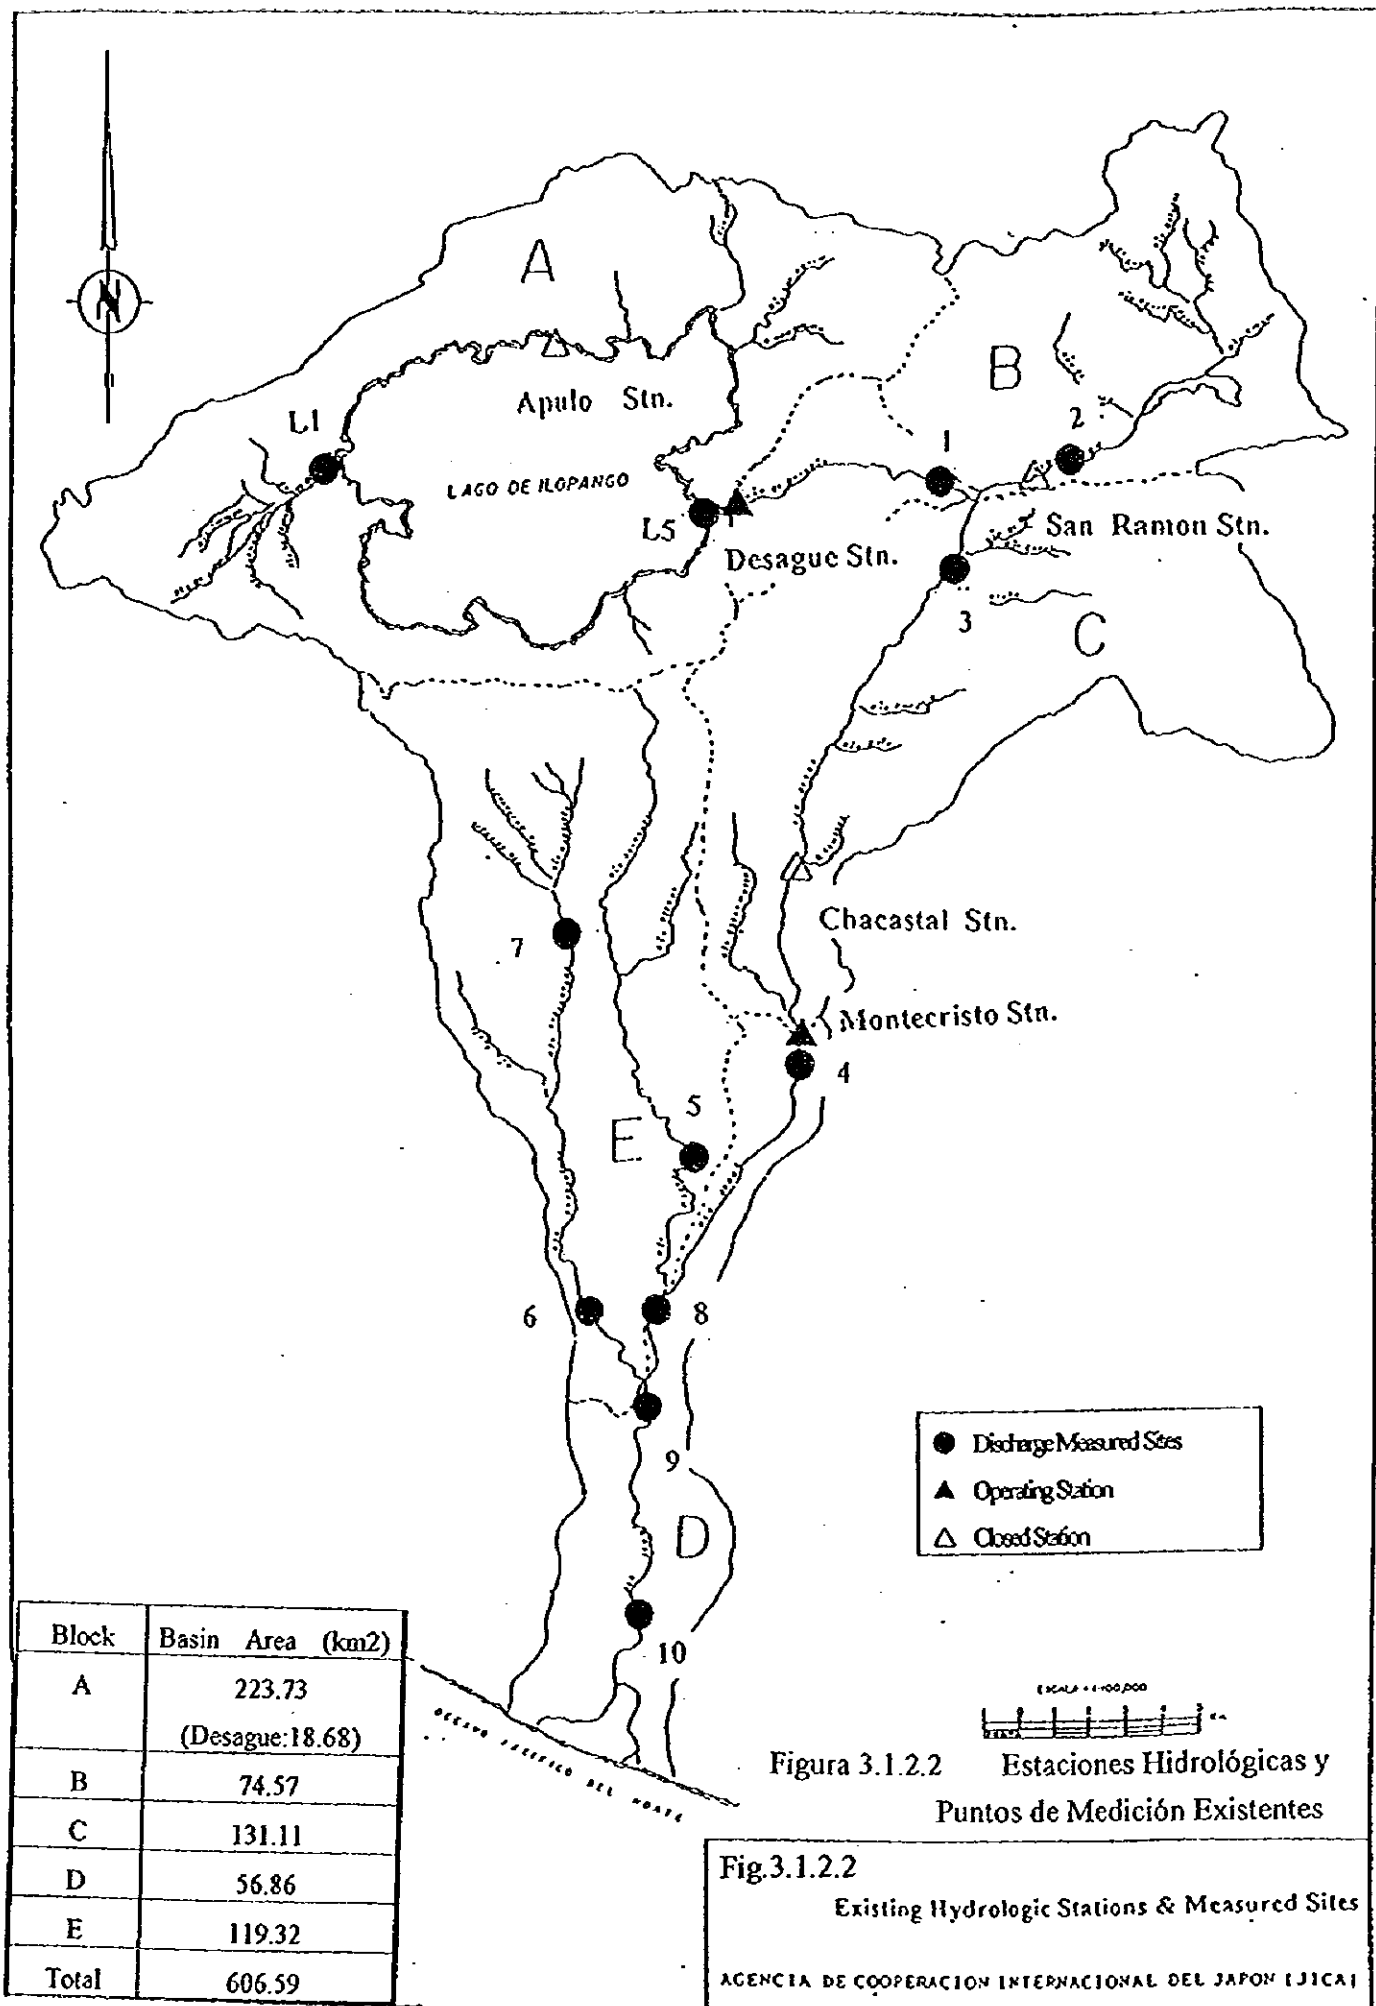 N
A
B
L1
Apulo Stn.
2
1
LAGO DE ILOPANGO
L5
Desague Stn.
San Ramon Stn.
3
C
Chacastal Stn.
7
Montecristo Stn.
4
5
E
6
8
9
D
10
Discharge Measured Sites
Operating Station
Closed Station
Block Basin Area (km2)
A 223.73
(Desague:18.68)
B 74.57
C 131.11
D 56.86
E 119.32
Total 606.59
OCEANO PACIFICO DEL NORTE
Figura 3.1.2.2 Estaciones Hidrológicas y
Puntos de Medición Existentes
Fig.3.1.2.2
Existing Hydrologic Stations & Measured Sites
AGENCIA DE COOPERACION INTERNACIONAL DEL JAPON (JICA)